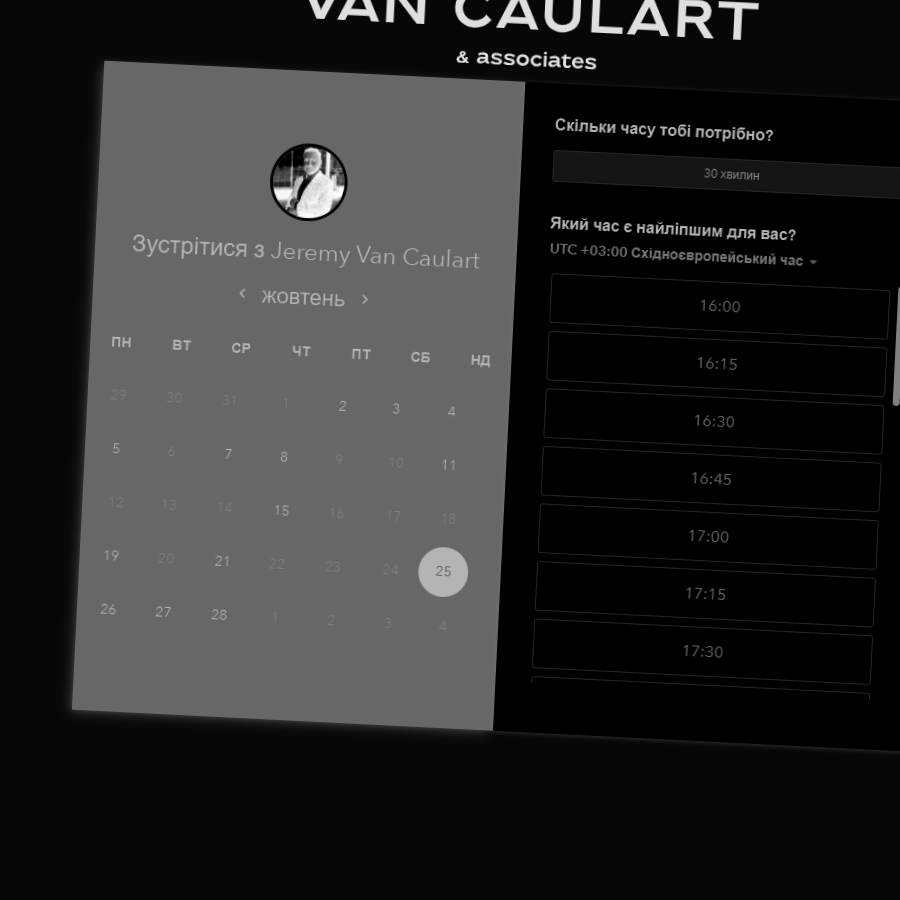 VAN CAULART
& associates
Зустрітися з Jeremy Van Caulart
жовтень
ПН ВТ СР ЧТ ПТ СБ НД
29 30 31 1 2 3 4
5 6 7 8 9 10 11
12 13 14 15 16 17 18
19 20 21 22 23 24 25
26 27 28 1 2 3 4
Скільки часу тобі потрібно?
30 хвилин
Який час є найліпшим для вас?
UTC +03:00 Східноєвропейський час
16:00
16:15
16:30
16:45
17:00
17:15
17:30